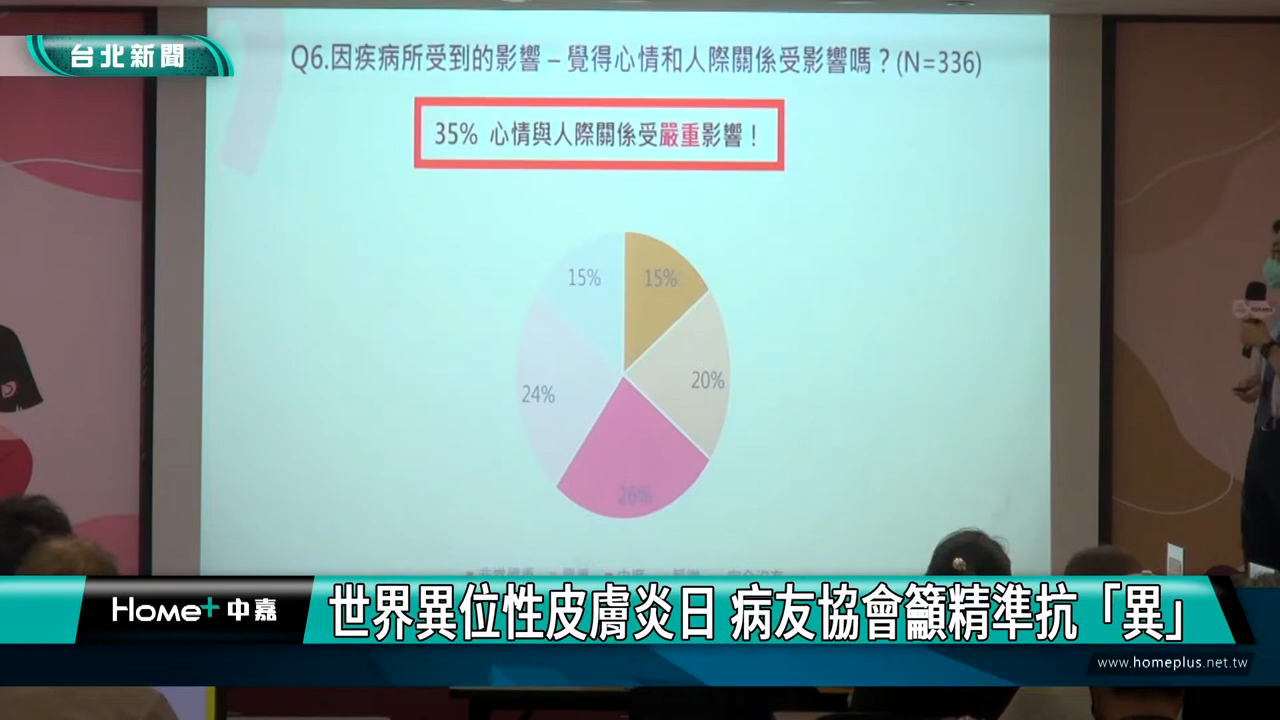 台北新聞
Q6.因疾病所受到的影響 – 覺得心情和人際關係受影響嗎？(N=336)
35% 心情與人際關係受嚴重影響！
15%
15%
20%
24%
26%
Home+ 中嘉
世界異位性皮膚炎日 病友協會籲精準抗「異」
www.homeplus.net.tw